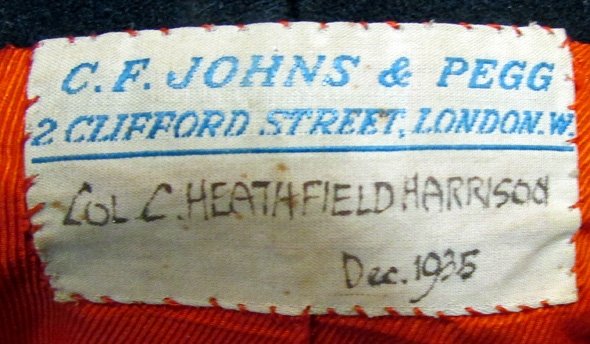 C.F. JOHNS & PEGG
2 CLIFFORD STREET, LONDON.W.
COL C. HEATHFIELD HARRISON
Dec. 1935